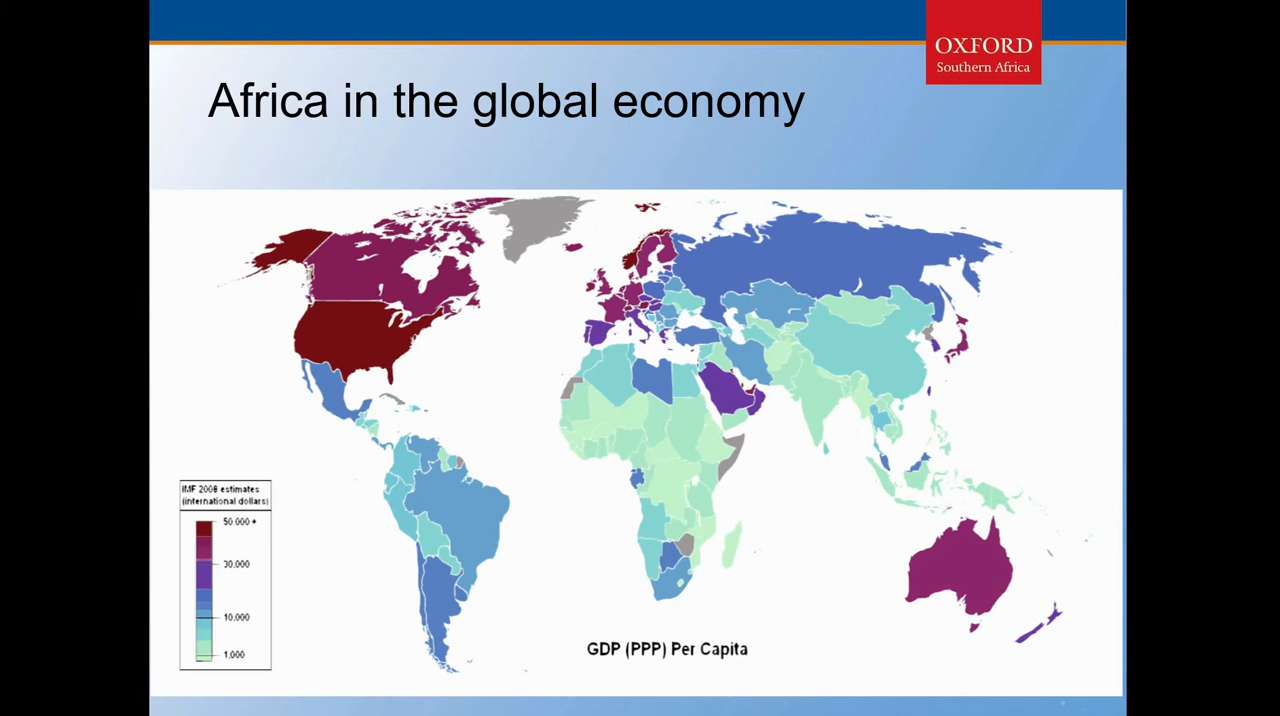 OXFORD
Southern Africa
Africa in the global economy
IMF 2008 estimates
(international dollars)
50.000 +
30.000
10.000
1.000
GDP (PPP) Per Capita